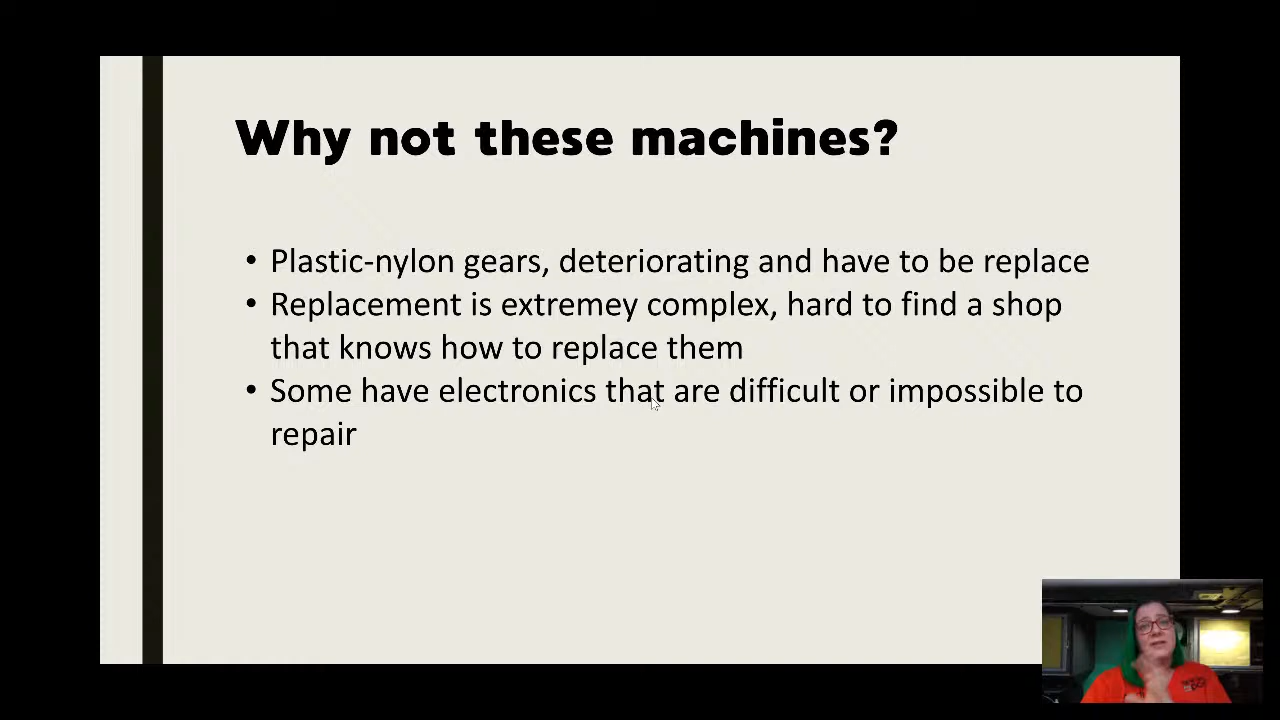 Why not these machines?
• Plastic-nylon gears, deteriorating and have to be replace
• Replacement is extremey complex, hard to find a shop
that knows how to replace them
• Some have electronics that are difficult or impossible to
repair